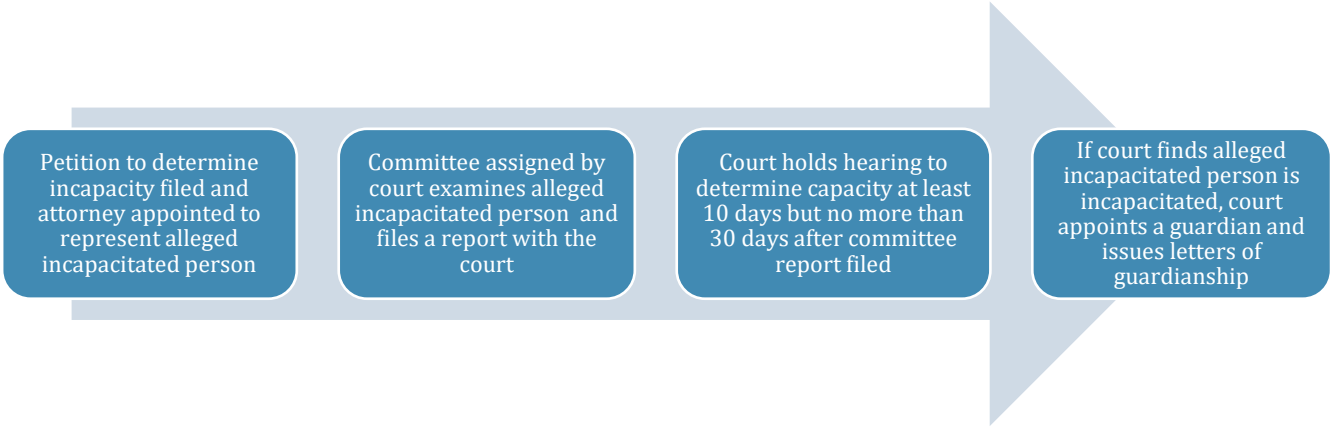 Petition to determine
incapacity filed and
attorney appointed to
represent alleged
incapacitated person
Committee assigned by
court examines alleged
incapacitated person  and
files a report with the
court
Court holds hearing to
determine capacity at least
10 days but no more than
30 days after committee
report filed
If court finds alleged
incapacitated person is
incapacitated, court
appoints a guardian and
issues letters of
guardianship